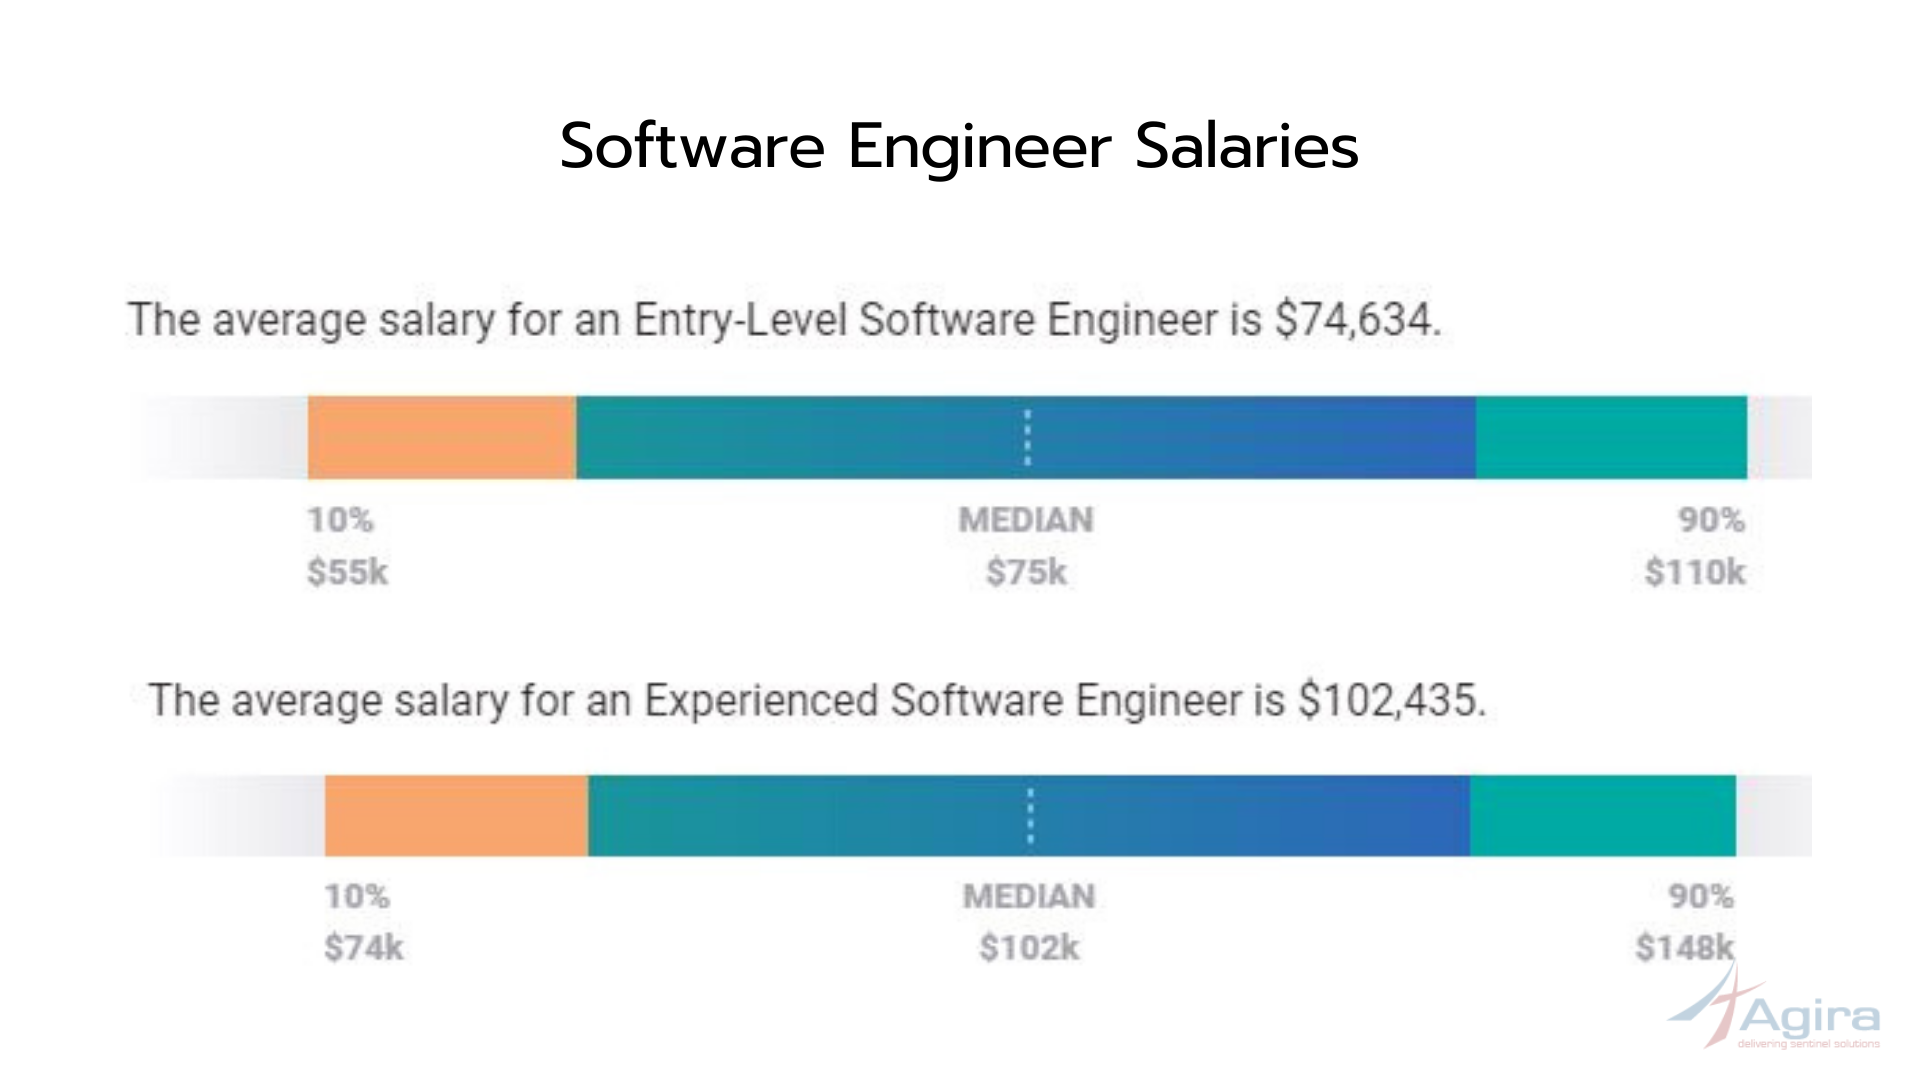 Software Engineer Salaries
The average salary for an Entry-Level Software Engineer is $74,634.
10% MEDIAN 90%
$55k $75k $110k
The average salary for an Experienced Software Engineer is $102,435.
10% MEDIAN 90%
$74k $102k $148k
Agira
delivering sentinel solutions